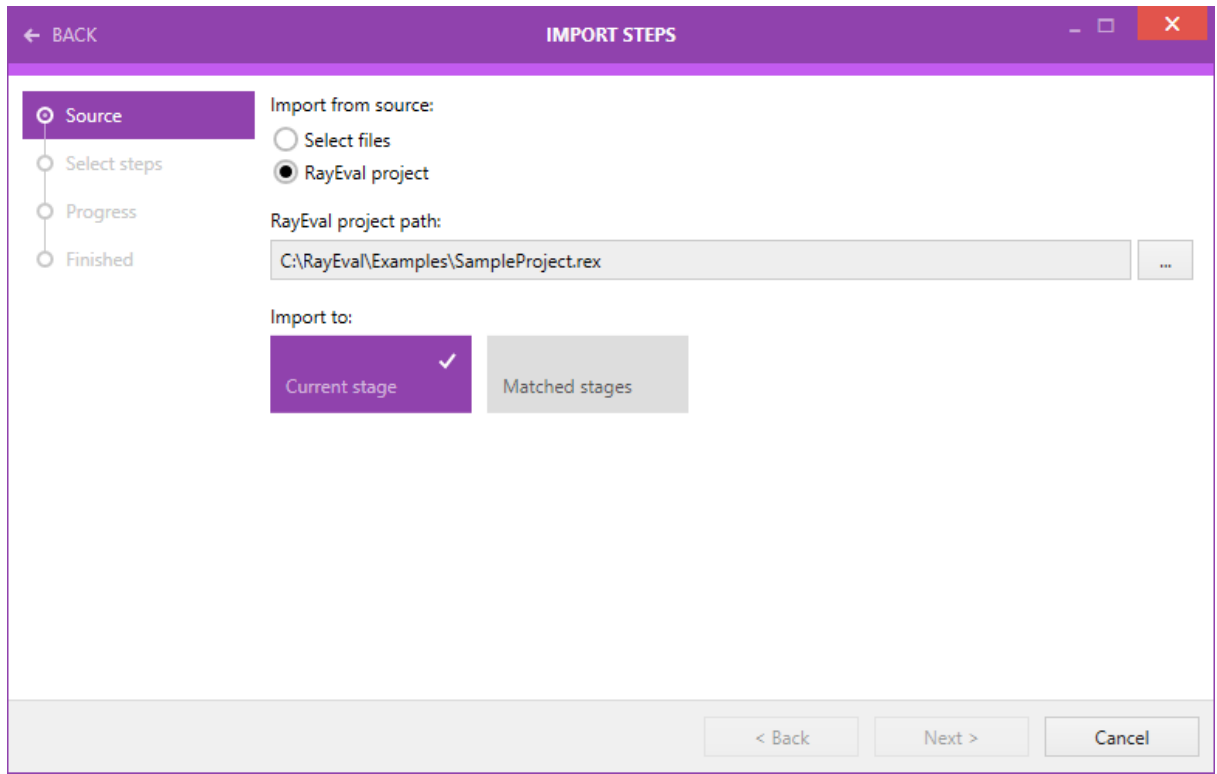 ← BACK
IMPORT STEPS
Source
Select steps
Progress
Finished
Import from source:
Select files
RayEval project
RayEval project path:
C:\RayEval\Examples\SampleProject.rex
...
Import to:
Current stage
Matched stages
< Back
Next >
Cancel